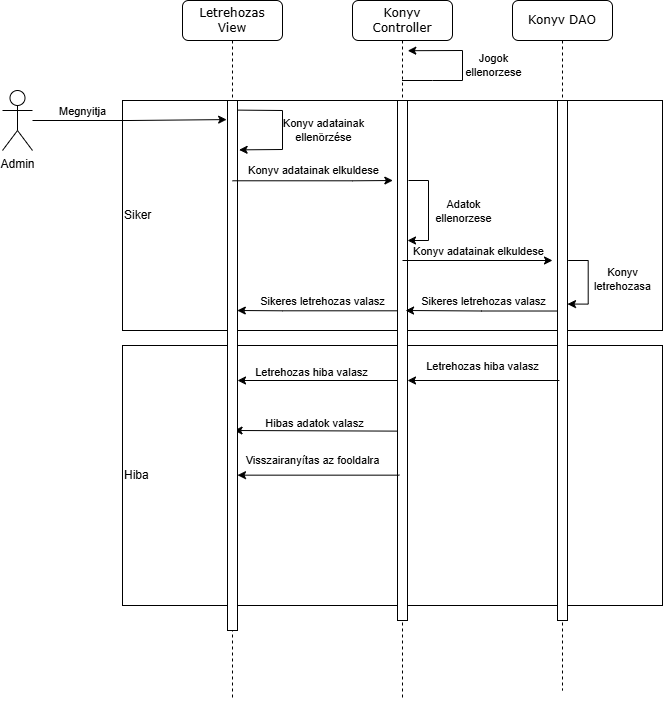 Letrehozas
View
Konyv
Controller
Konyv DAO
Jogok
ellenorzese
Admin
Megnyitja
Konyv adatainak
ellenörzése
Konyv adatainak elkuldese
Adatok
ellenorzese
Siker
Konyv adatainak elkuldese
Konyv
letrehozasa
Sikeres letrehozas valasz
Sikeres letrehozas valasz
Letrehozas hiba valasz
Letrehozas hiba valasz
Hibas adatok valasz
Visszairanyítas az fooldalra
Hiba